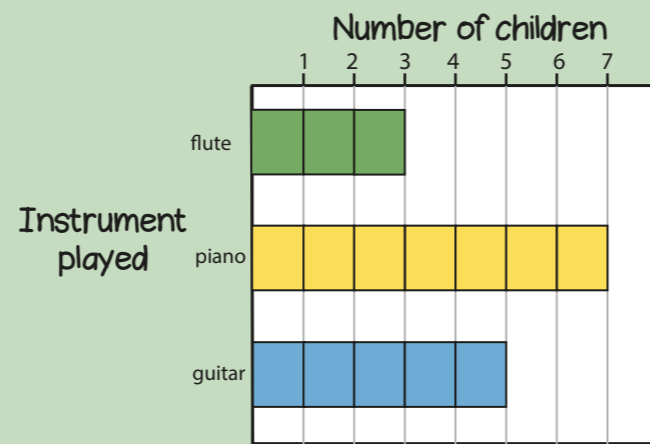 Number of children
1 2 3 4 5 6 7
flute
Instrument
played
piano
guitar